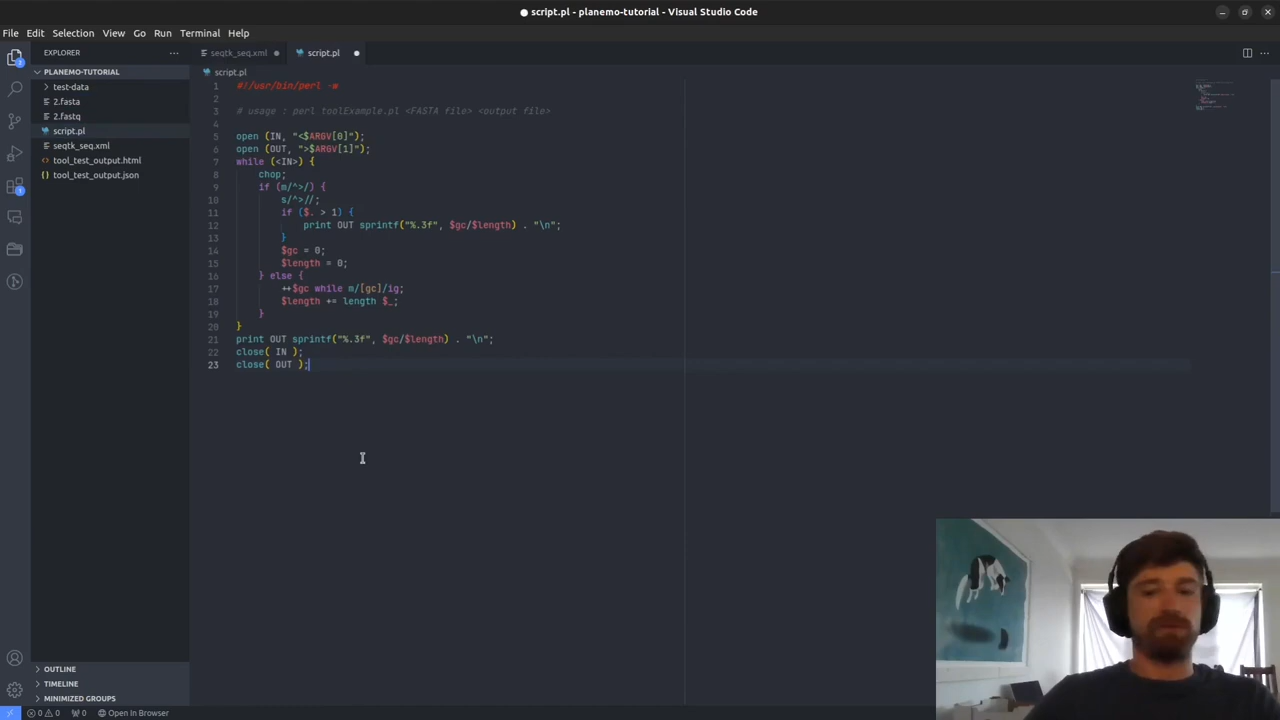 script.pl - planemo-tutorial - Visual Studio Code
File Edit Selection View Go Run Terminal Help
EXPLORER
seqtk_seq.xml
script.pl
PLANEMO-TUTORIAL
test-data
2.fasta
2.fastq
script.pl
seqtk_seq.xml
tool_test_output.html
tool_test_output.json
script.pl
1 #!/usr/bin/perl -w
2
3 # usage : perl toolExample.pl <FASTA file> <output file>
4
5 open (IN, "<$ARGV[0]");
6 open (OUT, ">$ARGV[1]");
7 while (<IN>) {
8 chop;
9 if (m/^>/) {
10 s/^>//;
11 if ($. > 1) {
12 print OUT sprintf("%.3f", $gc/$length) . "\n";
13 }
14 $gc = 0;
15 $length = 0;
16 } else {
17 ++$gc while m/[gc]/ig;
18 $length += length $_;
19 }
20 }
21 print OUT sprintf("%.3f", $gc/$length) . "\n";
22 close( IN );
23 close( OUT );
OUTLINE
TIMELINE
MINIMIZED GROUPS
0 0 0 Open In Browser